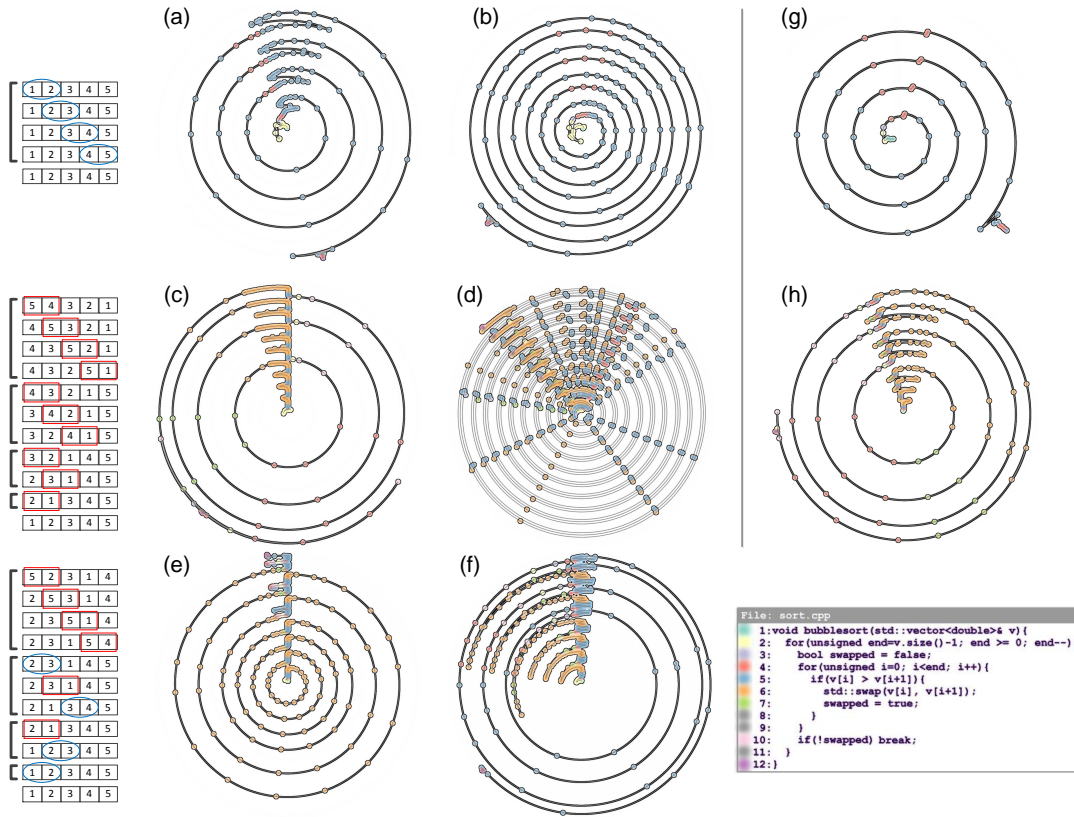 (a) (b) (g)
1 2 3 4 5
1 2 3 4 5
1 2 3 4 5
1 2 3 4 5
1 2 3 4 5
(c) (d) (h)
5 4 3 2 1
4 5 3 2 1
4 3 5 2 1
4 3 2 5 1
4 3 2 1 5
3 4 2 1 5
3 2 4 1 5
3 2 1 4 5
2 3 1 4 5
2 1 3 4 5
1 2 3 4 5
(e) (f)
5 2 3 1 4
2 5 3 1 4
2 3 5 1 4
2 3 1 5 4
2 3 1 4 5
2 3 1 4 5
2 1 3 4 5
2 1 3 4 5
1 2 3 4 5
1 2 3 4 5
1 2 3 4 5
File: sort.cpp
1:void bubblesort(std::vector<double>& v){
2: for(unsigned end=v.size()-1; end >= 0; end--)
3: bool swapped = false;
4: for(unsigned i=0; i<end; i++){
5: if(v[i] > v[i+1]){
6: std::swap(v[i], v[i+1]);
7: swapped = true;
8: }
9: }
10: if(!swapped) break;
11: }
12:}